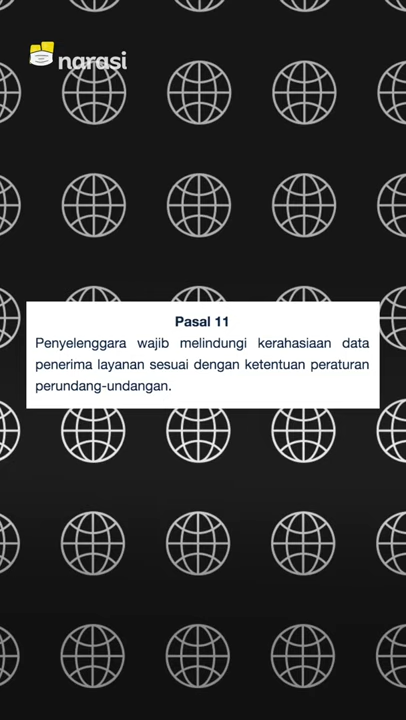 narasi
Pasal 11
Penyelenggara wajib melindungi kerahasiaan data
penerima layanan sesuai dengan ketentuan peraturan
perundang-undangan.